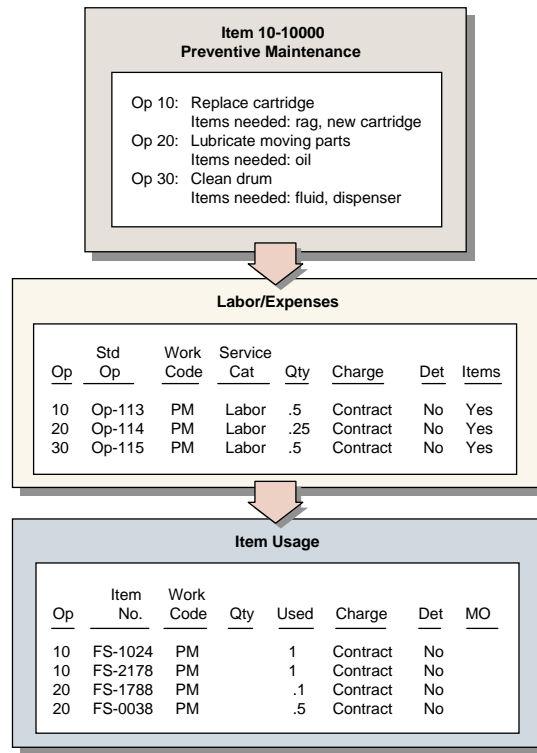 Item 10-10000
Preventive Maintenance
Op 10: Replace cartridge
Items needed: rag, new cartridge
Op 20: Lubricate moving parts
Items needed: oil
Op 30: Clean drum
Items needed: fluid, dispenser
Labor/Expenses
Std Work Service
Op Op Code Cat Qty Charge Det Items
10 Op-113 PM Labor .5 Contract No Yes
20 Op-114 PM Labor .25 Contract No Yes
30 Op-115 PM Labor .5 Contract No Yes
Item Usage
Item Work
Op No. Code Qty Used Charge Det MO
10 FS-1024 PM 1 Contract No
10 FS-2178 PM 1 Contract No
20 FS-1788 PM .1 Contract No
20 FS-0038 PM .5 Contract No